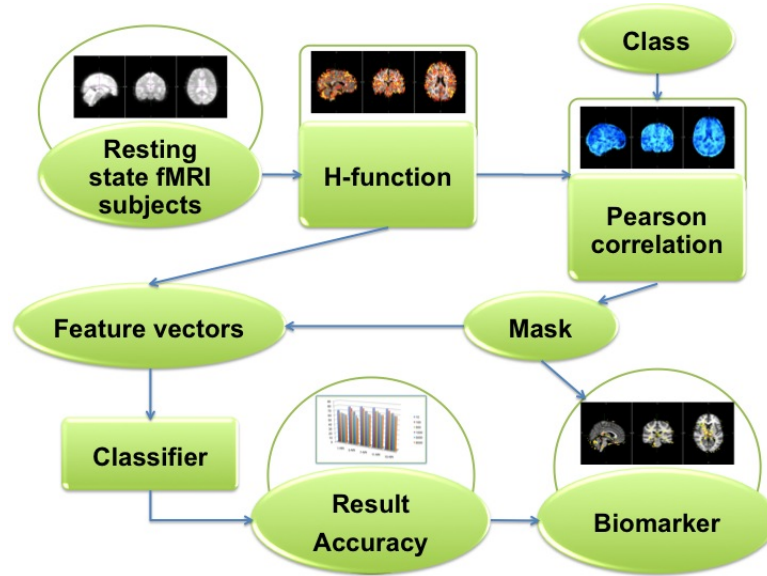 Class
Resting
state fMRI
subjects
H-function
Pearson
correlation
Feature vectors
Mask
Classifier
Result
Accuracy
Biomarker